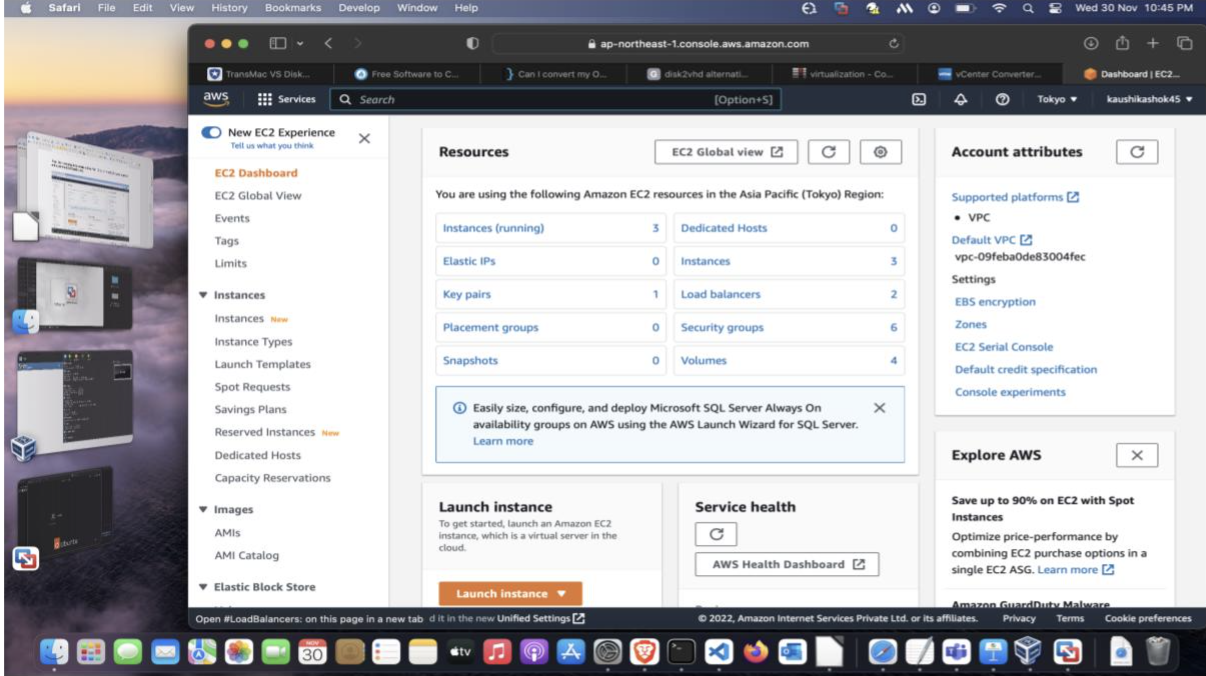 Safari File Edit View History Bookmarks Develop Window Help
Wed 30 Nov 10:45 PM
ap-northeast-1.console.aws.amazon.com
TransMac VS Disk...
Free Software to C...
Can I convert my O...
disk2vhd alternati...
virtualization - Co...
vCenter Converter...
Dashboard | EC2...
aws
Services
Search
[Option+S]
Tokyo
kaushikashok45
New EC2 Experience
Tell us what you think
EC2 Dashboard
EC2 Global View
Events
Tags
Limits
Instances
Instances New
Instance Types
Launch Templates
Spot Requests
Savings Plans
Reserved Instances New
Dedicated Hosts
Capacity Reservations
Images
AMIs
AMI Catalog
Elastic Block Store
Resources
EC2 Global view
You are using the following Amazon EC2 resources in the Asia Pacific (Tokyo) Region:
Instances (running) 3
Dedicated Hosts 0
Elastic IPs 0
Instances 3
Key pairs 1
Load balancers 2
Placement groups 0
Security groups 6
Snapshots 0
Volumes 4
Easily size, configure, and deploy Microsoft SQL Server Always On
availability groups on AWS using the AWS Launch Wizard for SQL Server.
Learn more
Launch instance
To get started, launch an Amazon EC2
instance, which is a virtual server in the
cloud.
Launch instance
Service health
AWS Health Dashboard
Account attributes
Supported platforms
• VPC
Default VPC
vpc-09feba0de83004fec
Settings
EBS encryption
Zones
EC2 Serial Console
Default credit specification
Console experiments
Explore AWS
Save up to 90% on EC2 with Spot
Instances
Optimize price-performance by
combining EC2 purchase options in a
single EC2 ASG. Learn more
Amazon GuardDuty Malware
Open #LoadBalancers: on this page in a new tab
d it in the new Unified Settings
© 2022, Amazon Internet Services Private Ltd. or its affiliates.
Privacy
Terms
Cookie preferences
NOV
30
tv